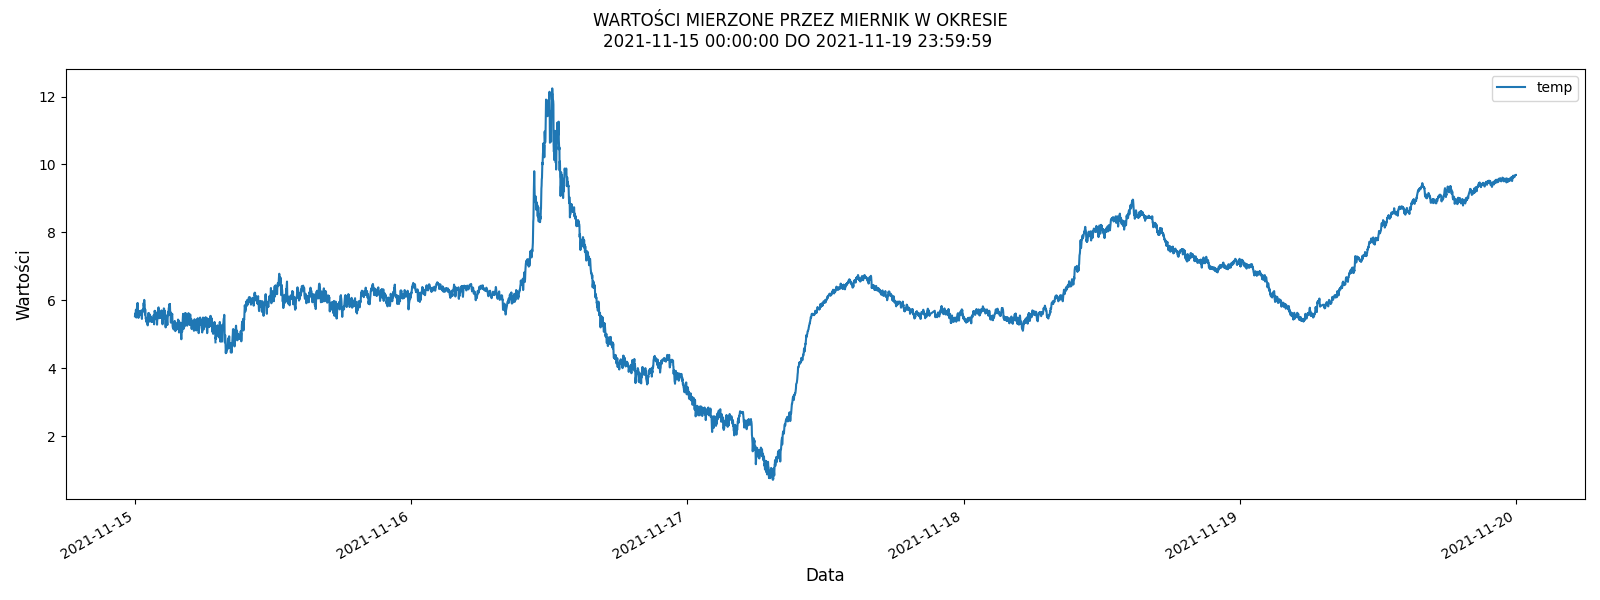 WARTOŚCI MIERZONE PRZEZ MIERNIK W OKRESIE
2021-11-15 00:00:00 DO 2021-11-19 23:59:59
temp
12
10
8
6
4
2
Wartości
2021-11-15
2021-11-16
2021-11-17
2021-11-18
2021-11-19
2021-11-20
Data